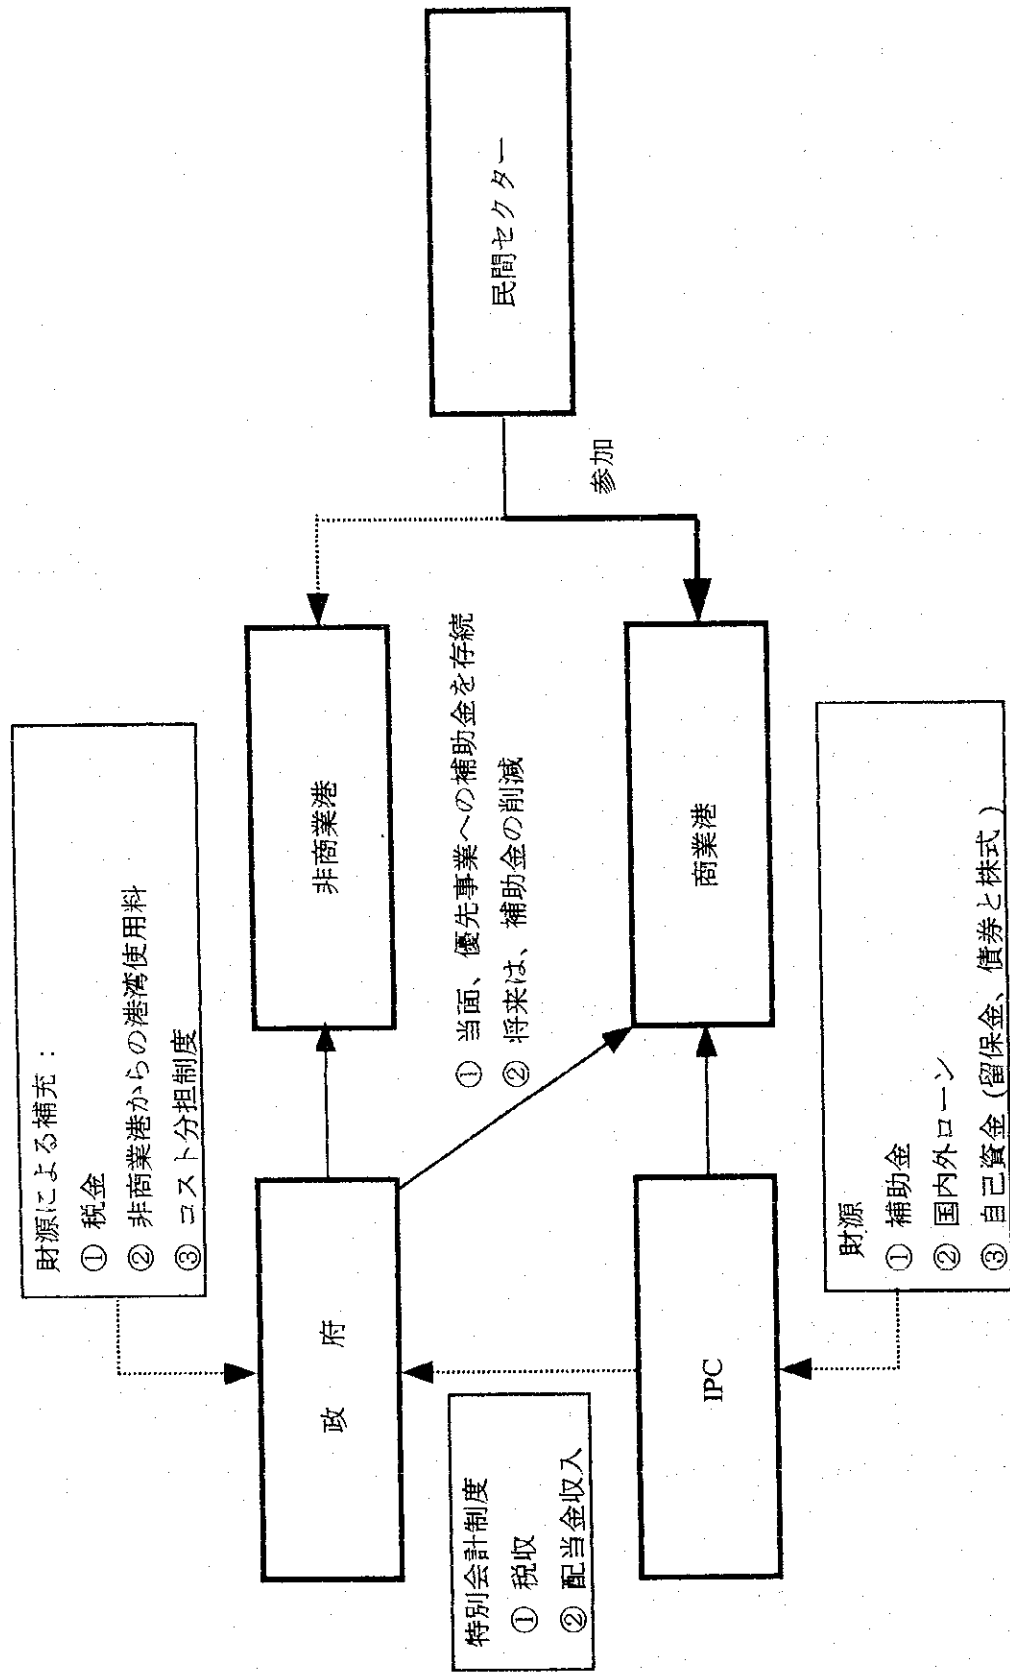 財源による補充：
① 税金
② 非商業港からの港湾使用料
③ コスト分担制度
政　府
非商業港
特別会計制度
① 税収
② 配当金収入
① 当面、優先事業への補助金を存続
② 将来は、補助金の削減
参加
民間セクター
IPC
商業港
財源
① 補助金
② 国内外ローン
③ 自己資金（留保金、債券と株式）